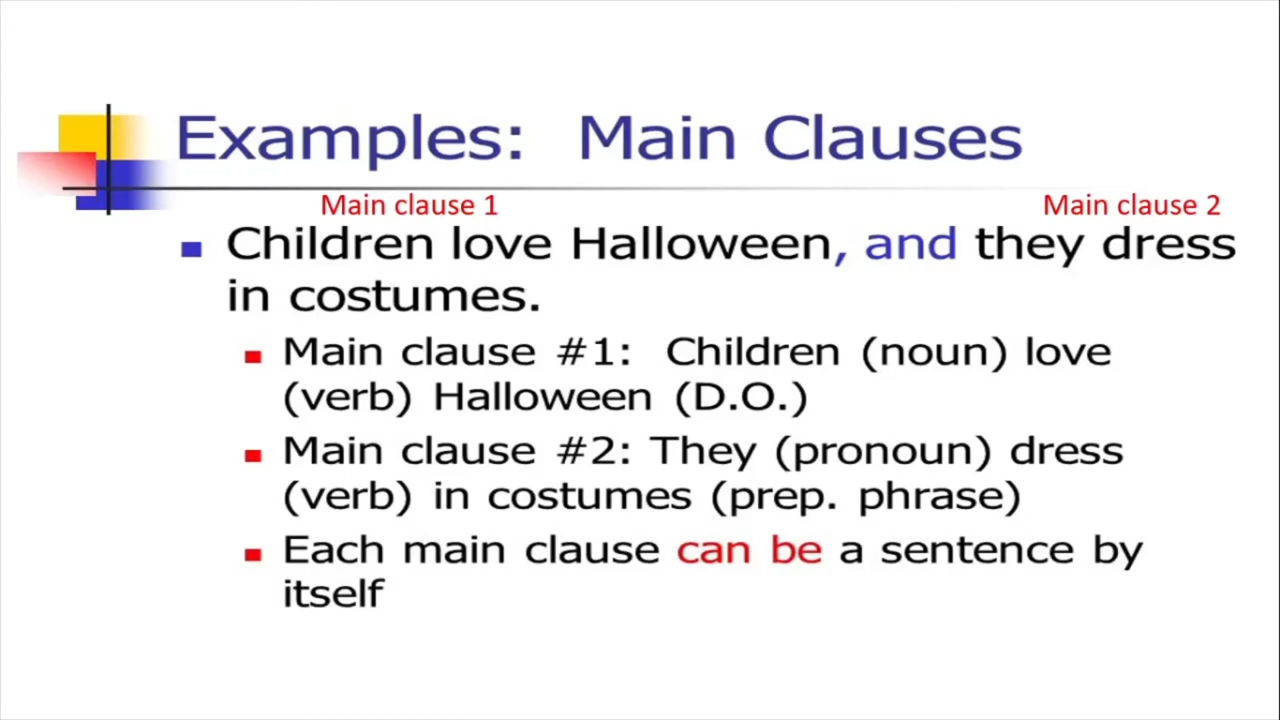 Examples: Main Clauses
Main clause 1 Main clause 2
Children love Halloween, and they dress
in costumes.
Main clause #1: Children (noun) love
(verb) Halloween (D.O.)
Main clause #2: They (pronoun) dress
(verb) in costumes (prep. phrase)
Each main clause can be a sentence by
itself